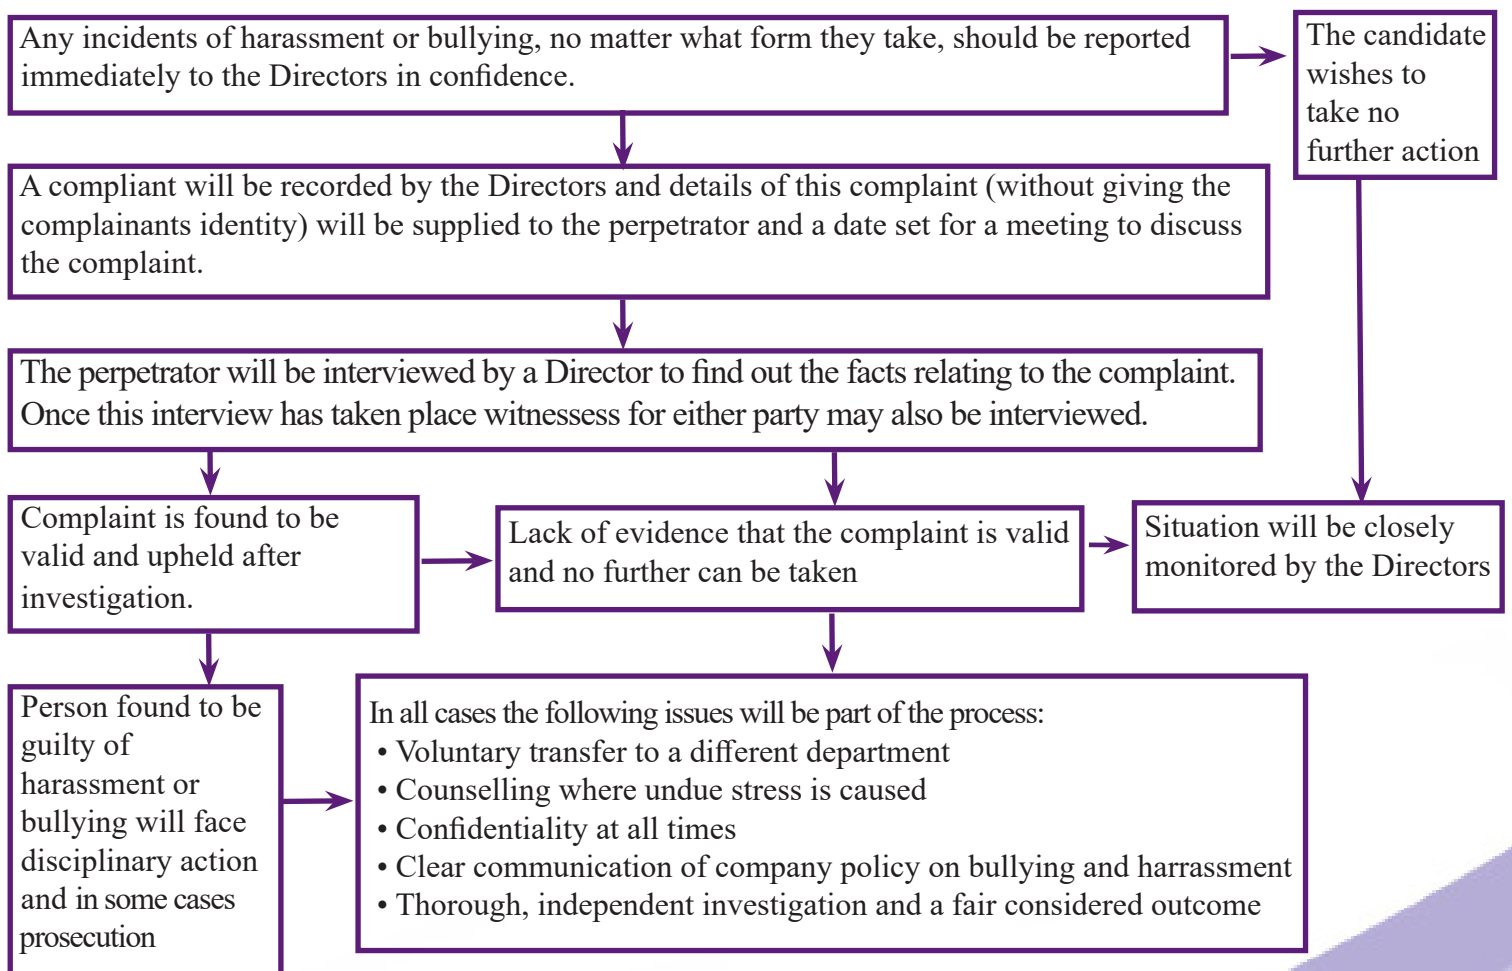 Any incidents of harassment or bullying, no matter what form they take, should be reported
immediately to the Directors in confidence.
The candidate
wishes to
take no
further action
A compliant will be recorded by the Directors and details of this complaint (without giving the
complainants identity) will be supplied to the perpetrator and a date set for a meeting to discuss
the complaint.
The perpetrator will be interviewed by a Director to find out the facts relating to the complaint.
Once this interview has taken place witnessess for either party may also be interviewed.
Complaint is found to be
valid and upheld after
investigation.
Lack of evidence that the complaint is valid
and no further can be taken
Situation will be closely
monitored by the Directors
Person found to be
guilty of
harassment or
bullying will face
disciplinary action
and in some cases
prosecution
In all cases the following issues will be part of the process:
• Voluntary transfer to a different department
• Counselling where undue stress is caused
• Confidentiality at all times
• Clear communication of company policy on bullying and harrassment
• Thorough, independent investigation and a fair considered outcome